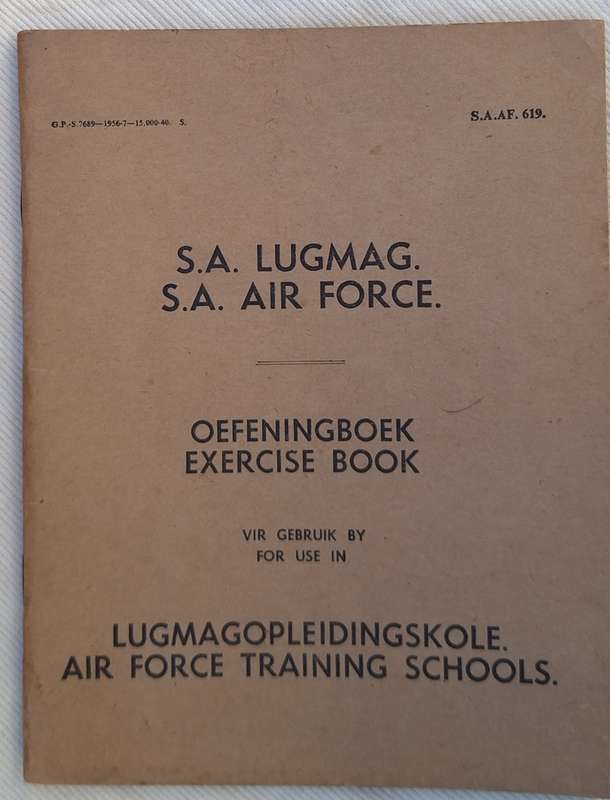 G.P.-S.7689—1956-7—15,000-40. S.
S.A.AF. 619.
S.A. LUGMAG.
S.A. AIR FORCE.
OEFENINGBOEK
EXERCISE BOOK
VIR GEBRUIK BY
FOR USE IN
LUGMAGOPLEIDINGSKOLE.
AIR FORCE TRAINING SCHOOLS.